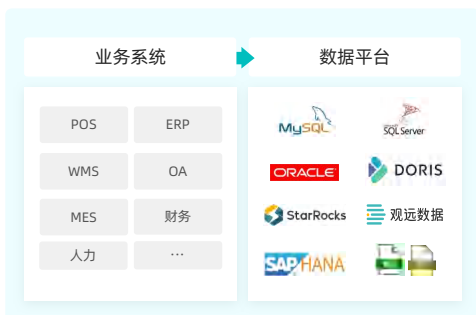 业务系统
数据平台
POS ERP
WMS OA
MES 财务
人力 ...
MySQL SQL Server
ORACLE DORIS
StarRocks 观远数据
SAP HANA